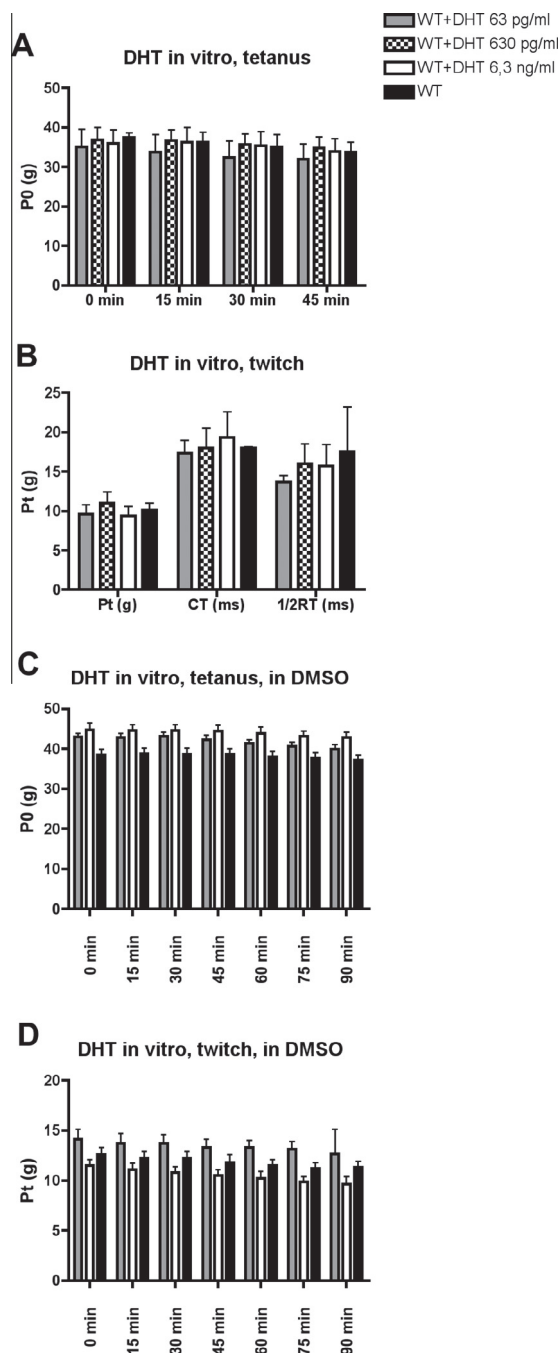 WT+DHT 63 pg/ml
WT+DHT 630 pg/ml
WT+DHT 6,3 ng/ml
WT
A
DHT in vitro, tetanus
P0 (g)
50
40
30
20
10
0
0 min 15 min 30 min 45 min
B
DHT in vitro, twitch
Pt (g)
25
20
15
10
5
0
Pt (g) CT (ms) 1/2RT (ms)
C
DHT in vitro, tetanus, in DMSO
P0 (g)
50
40
30
20
10
0
0 min 15 min 30 min 45 min 60 min 75 min 90 min
D
DHT in vitro, twitch, in DMSO
Pt (g)
20
15
10
5
0
0 min 15 min 30 min 45 min 60 min 75 min 90 min